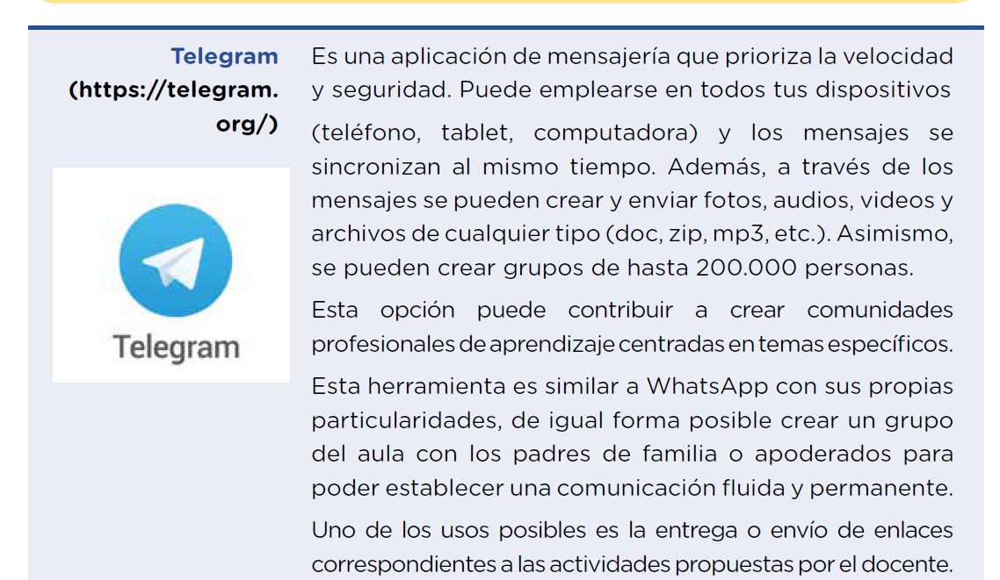 Telegram
(https://telegram.
org/)
Telegram
Es una aplicación de mensajería que prioriza la velocidad
y seguridad. Puede emplearse en todos tus dispositivos
(teléfono, tablet, computadora) y los mensajes se
sincronizan al mismo tiempo. Además, a través de los
mensajes se pueden crear y enviar fotos, audios, videos y
archivos de cualquier tipo (doc, zip, mp3, etc.). Asimismo,
se pueden crear grupos de hasta 200.000 personas.
Esta opción puede contribuir a crear comunidades
profesionales de aprendizaje centradas en temas específicos.
Esta herramienta es similar a WhatsApp con sus propias
particularidades, de igual forma posible crear un grupo
del aula con los padres de familia o apoderados para
poder establecer una comunicación fluida y permanente.
Uno de los usos posibles es la entrega o envío de enlaces
correspondientes a las actividades propuestas por el docente.